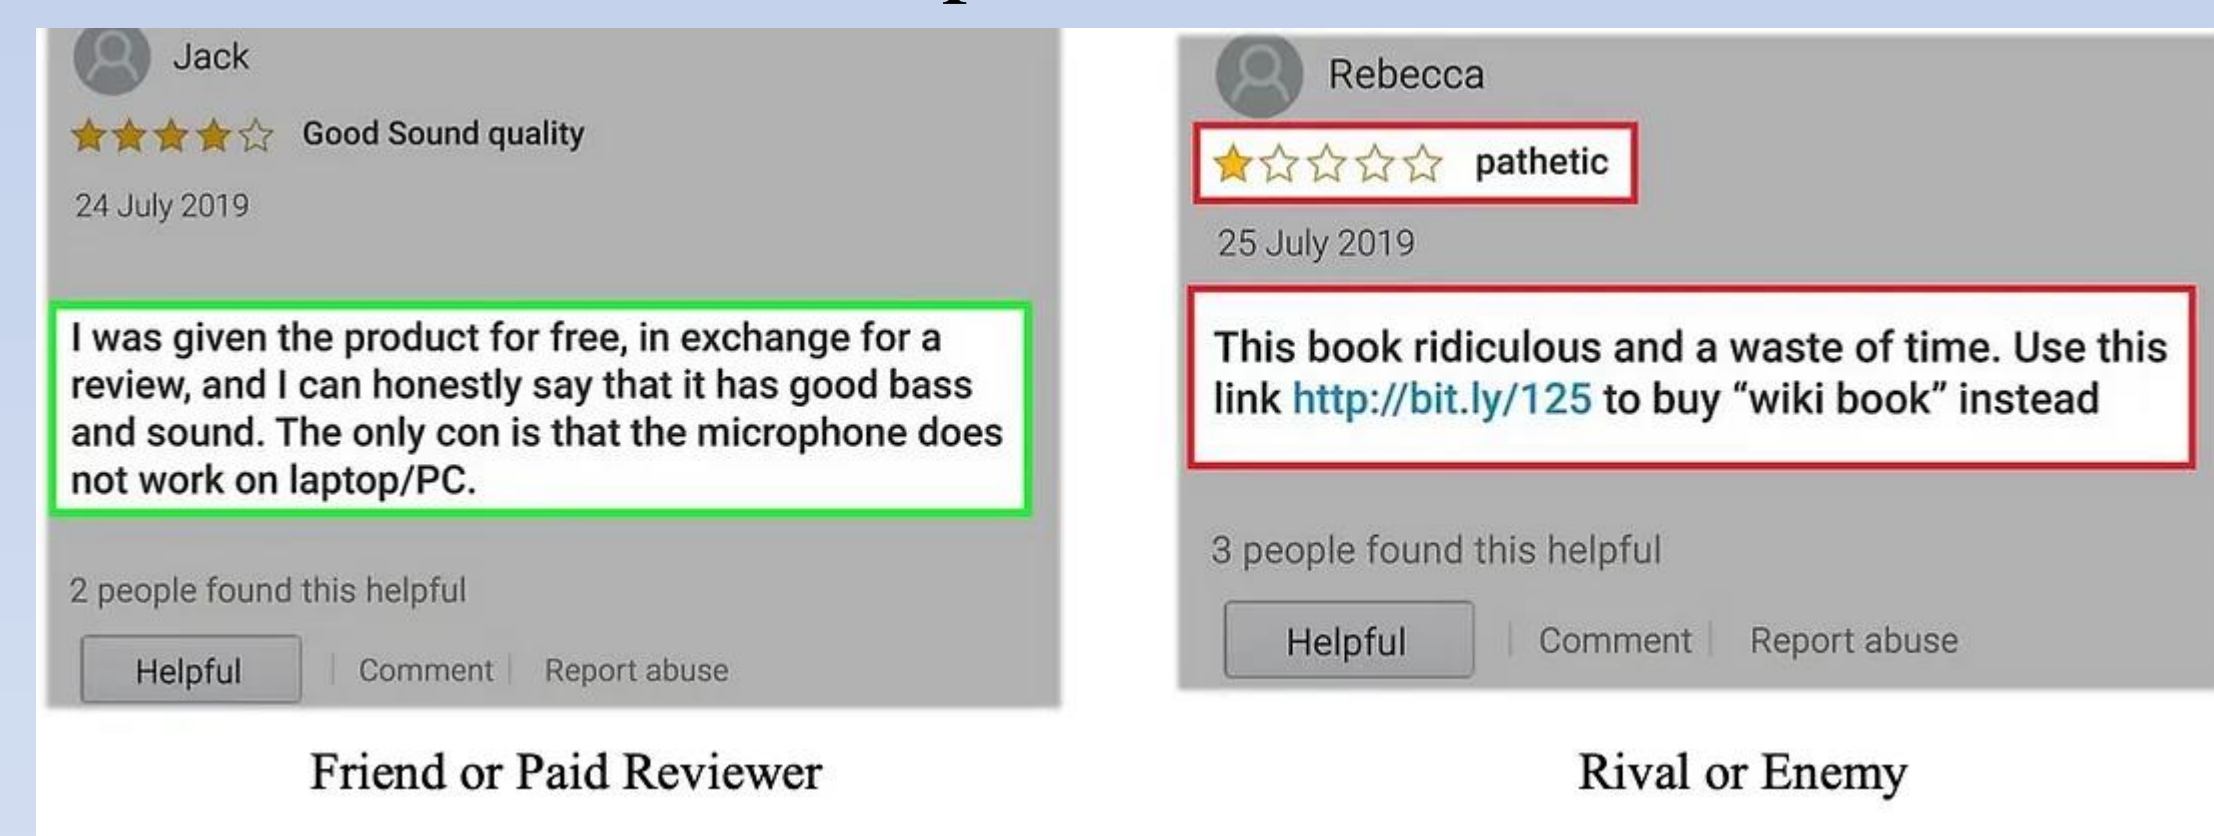 Jack
Good Sound quality
24 July 2019
I was given the product for free, in exchange for a
review, and I can honestly say that it has good bass
and sound. The only con is that the microphone does
not work on laptop/PC.
2 people found this helpful
Helpful | Comment | Report abuse
Friend or Paid Reviewer
Rebecca
pathetic
25 July 2019
This book ridiculous and a waste of time. Use this
link http://bit.ly/125 to buy “wiki book” instead
3 people found this helpful
Helpful | Comment | Report abuse
Rival or Enemy